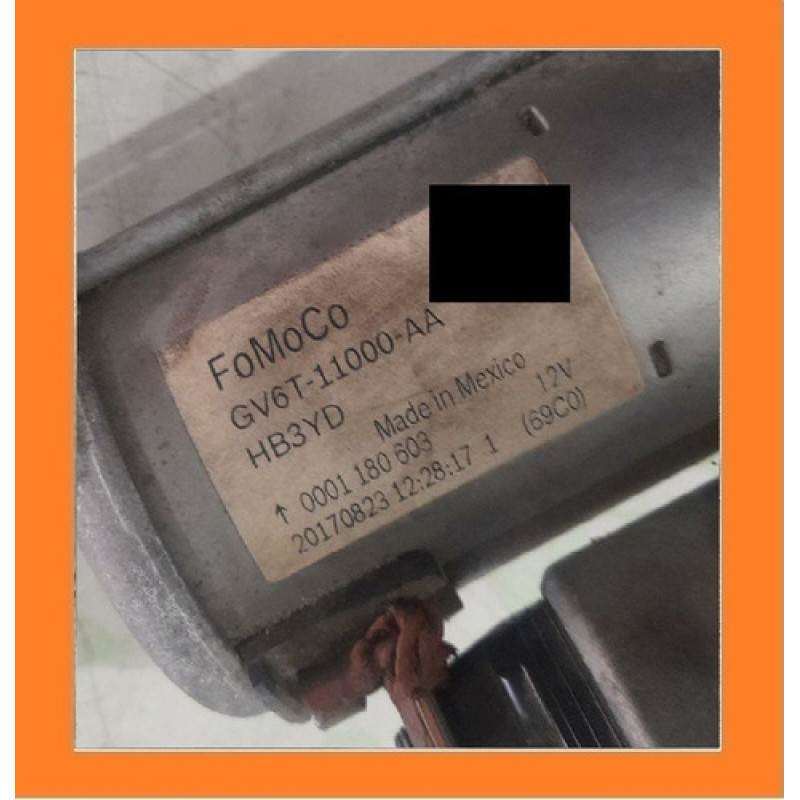 FoMoCo
GV6T-11000-AA
HB3YD
Made in Mexico
↑ 0001 180 603 12V
20170823 12:28:17 1 (69C0)